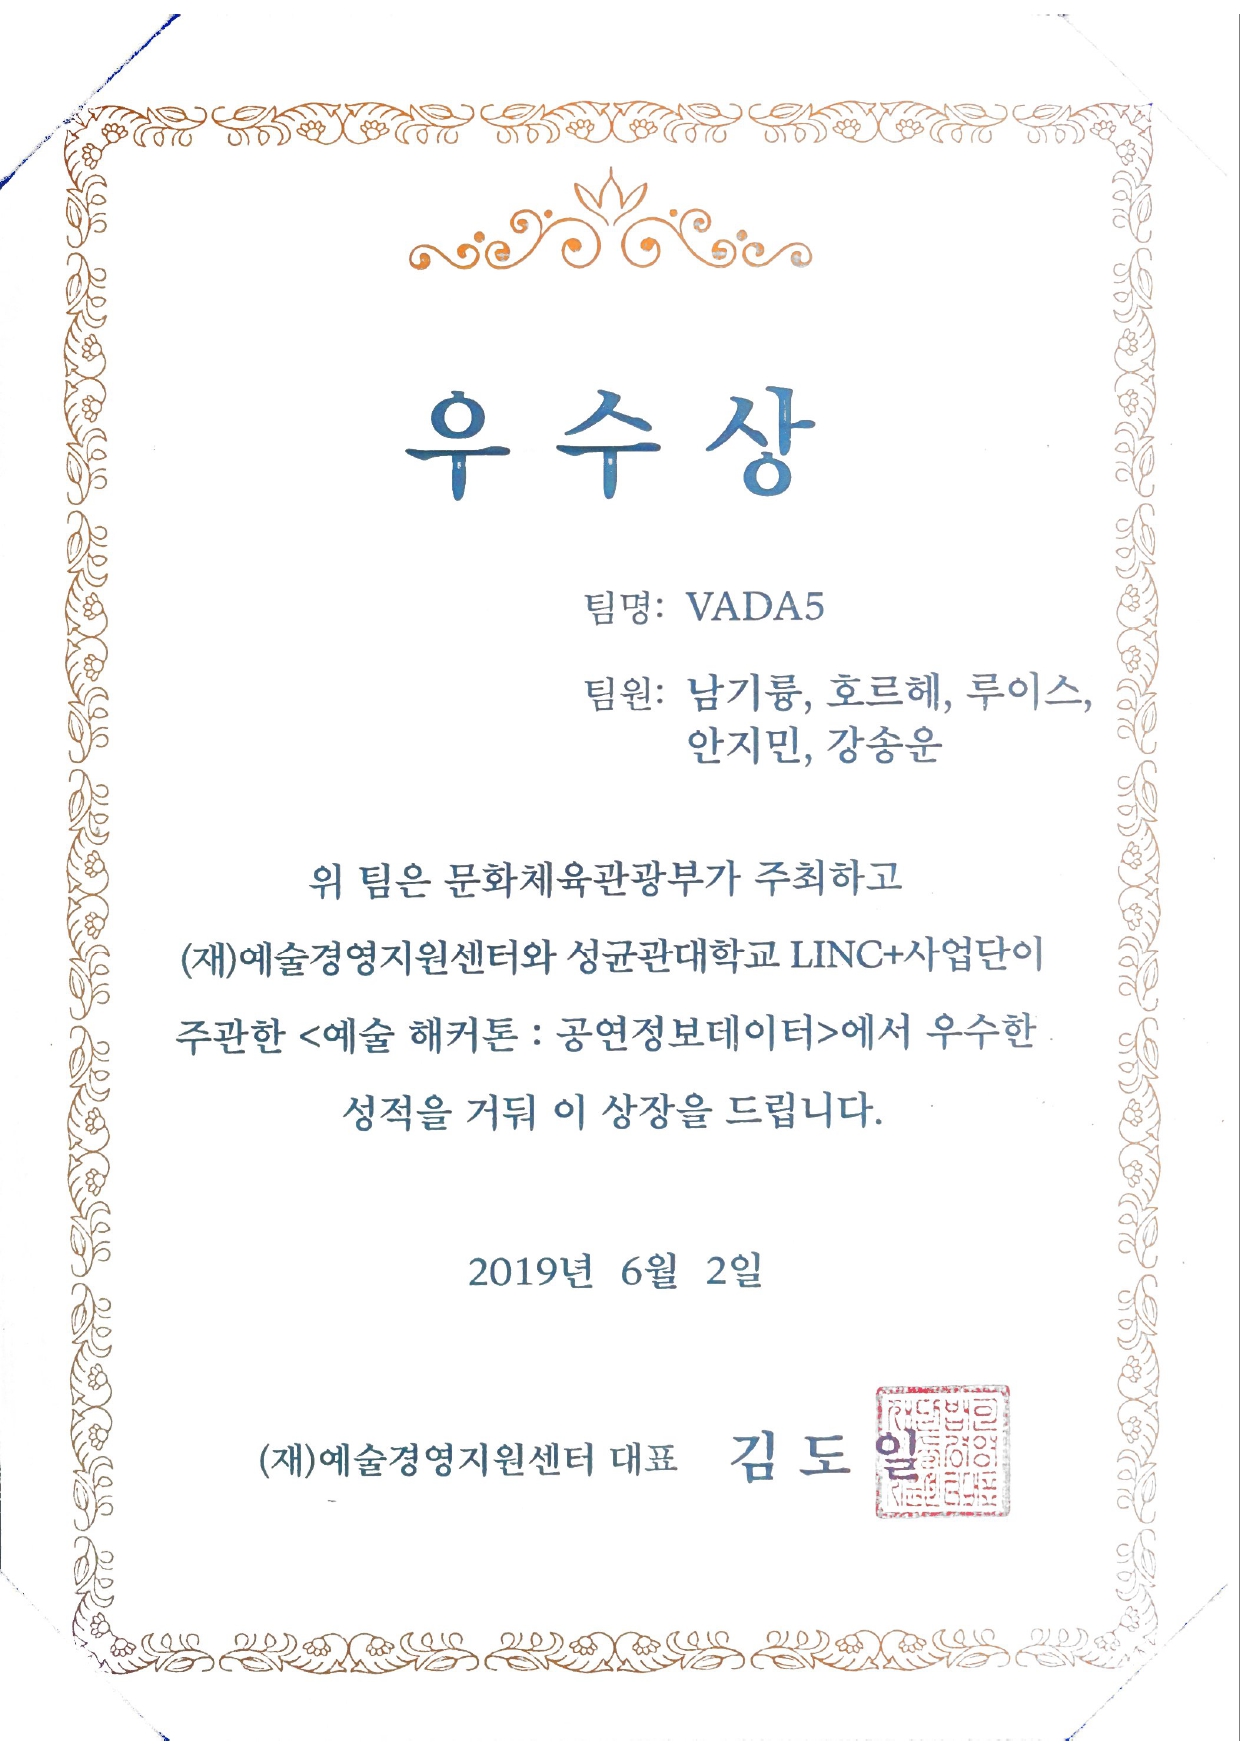 우수상
팀명: VADA5
팀원: 남기륭, 호르헤, 루이스,
안지민, 강송운
위 팀은 문화체육관광부가 주최하고
(재)예술경영지원센터와 성균관대학교 LINC+사업단이
주관한 <예술 해커톤 : 공연정보데이터>에서 우수한
성적을 거둬 이 상장을 드립니다.
2019년 6월 2일
(재)예술경영지원센터 대표 김도일